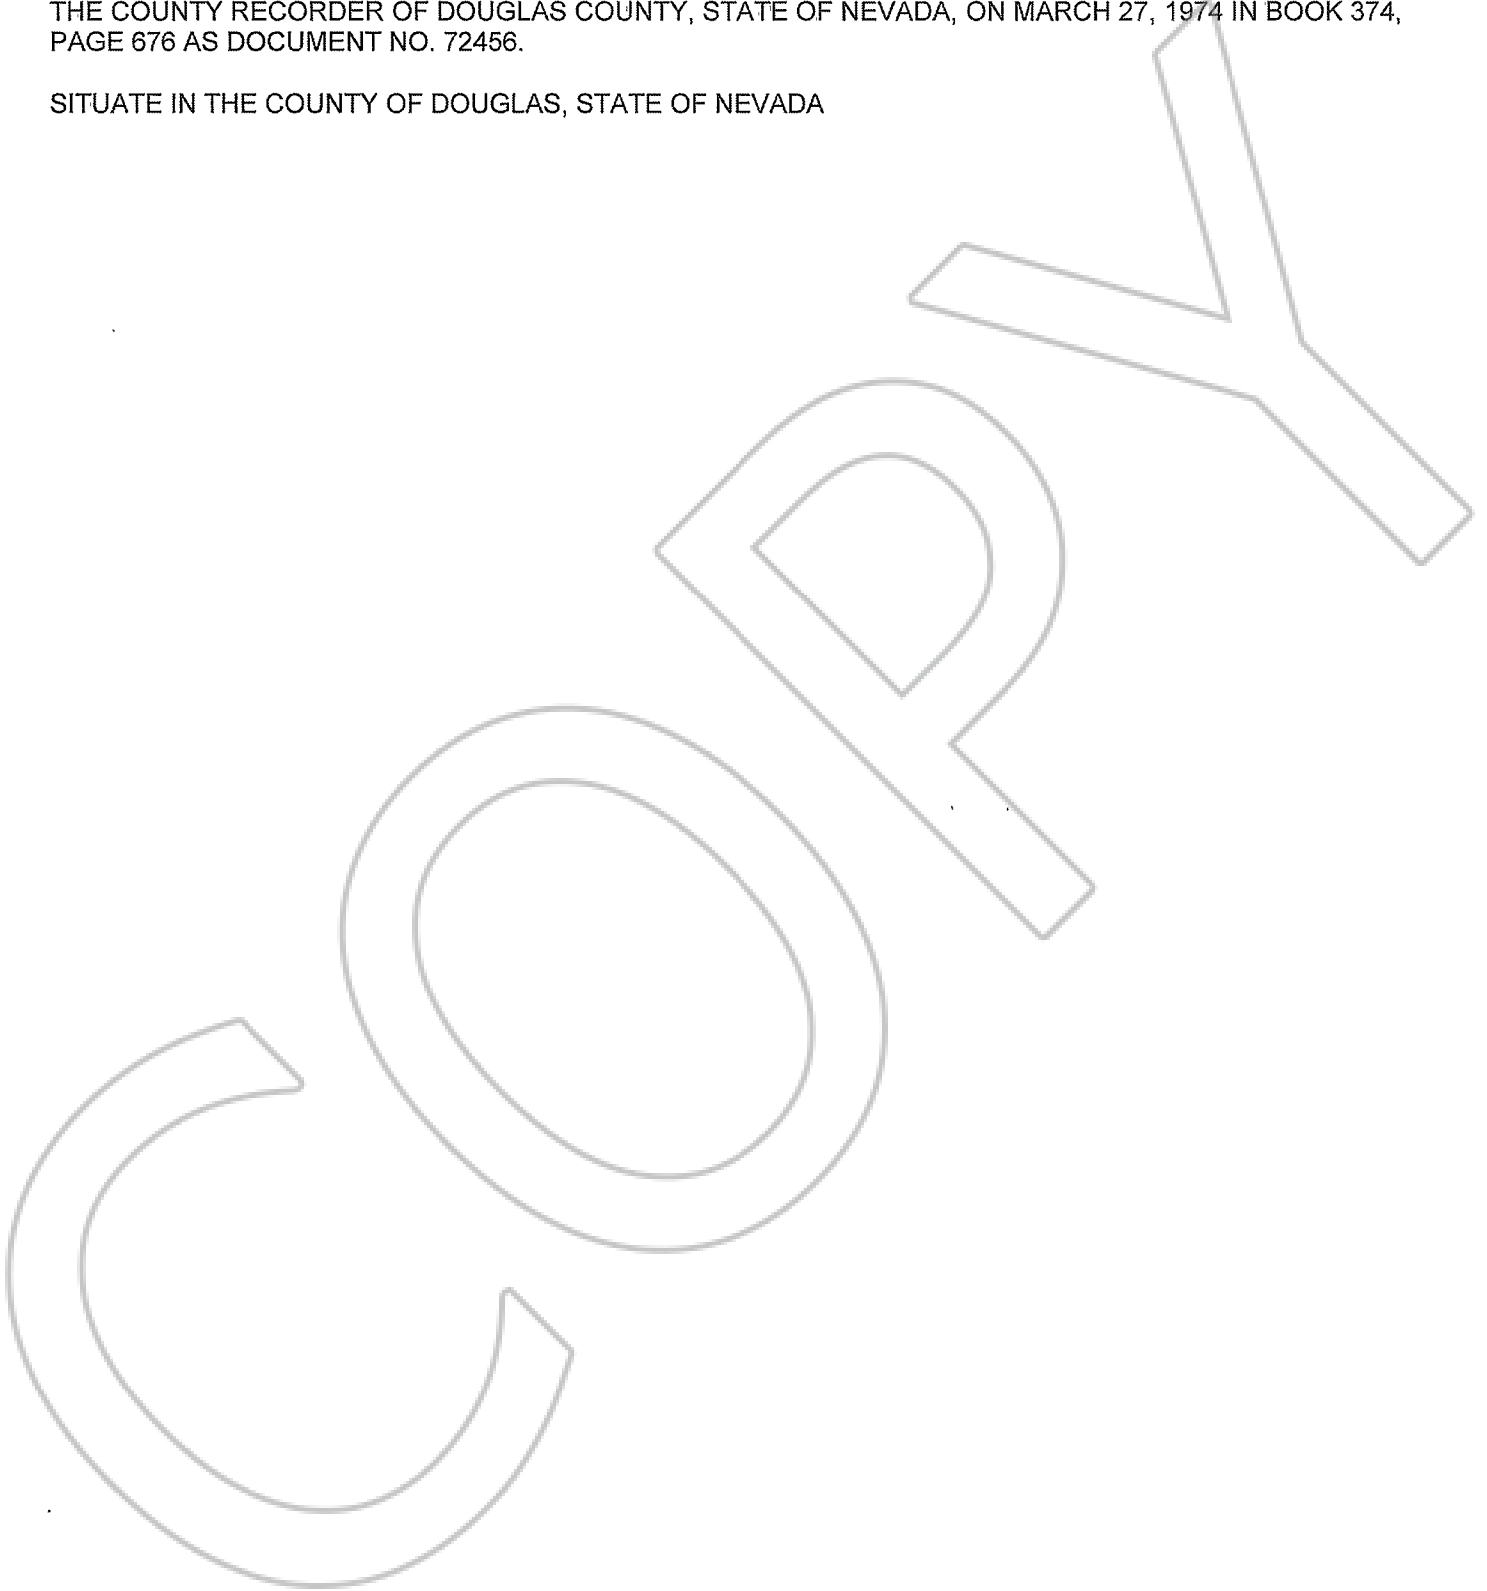 THE COUNTY RECORDER OF DOUGLAS COUNTY, STATE OF NEVADA, ON MARCH 27, 1974 IN BOOK 374,
PAGE 676 AS DOCUMENT NO. 72456.
SITUATE IN THE COUNTY OF DOUGLAS, STATE OF NEVADA
COPY